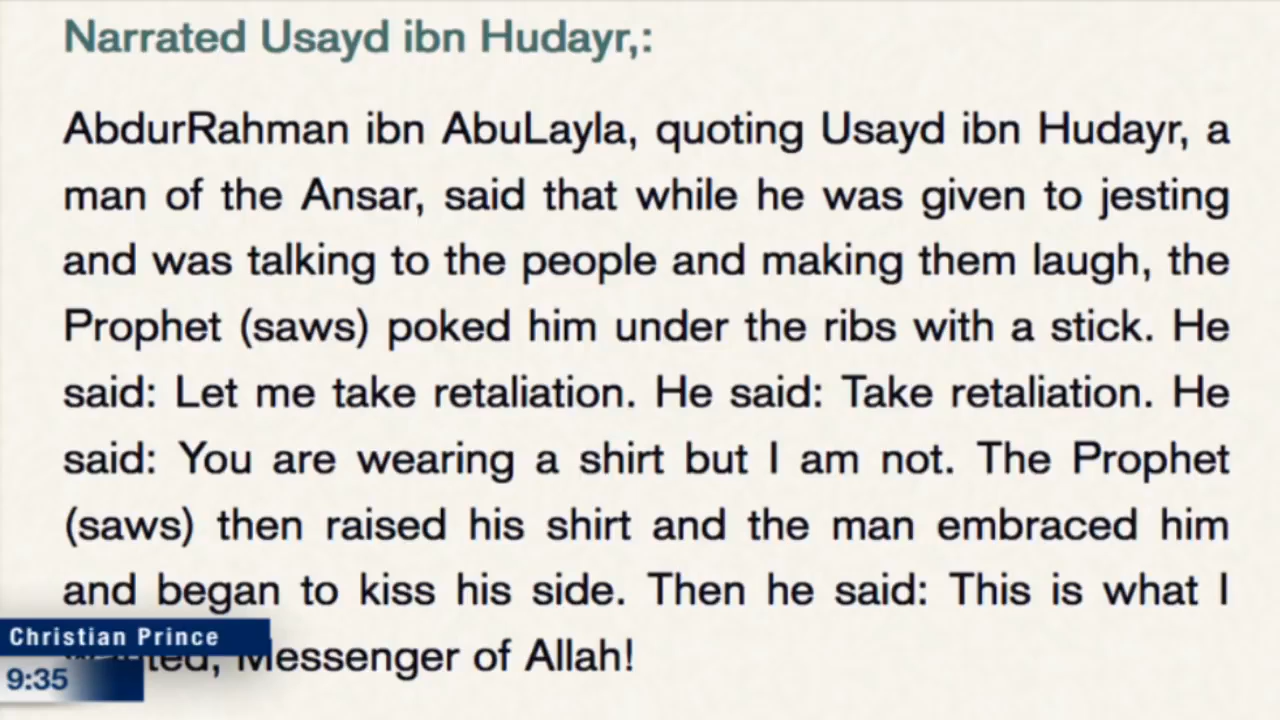 Narrated Usayd ibn Hudayr,:
AbdurRahman ibn AbuLayla, quoting Usayd ibn Hudayr, a
man of the Ansar, said that while he was given to jesting
and was talking to the people and making them laugh, the
Prophet (saws) poked him under the ribs with a stick. He
said: Let me take retaliation. He said: Take retaliation. He
said: You are wearing a shirt but I am not. The Prophet
(saws) then raised his shirt and the man embraced him
and began to kiss his side. Then he said: This is what I
wanted, Messenger of Allah!
Christian Prince
9:35